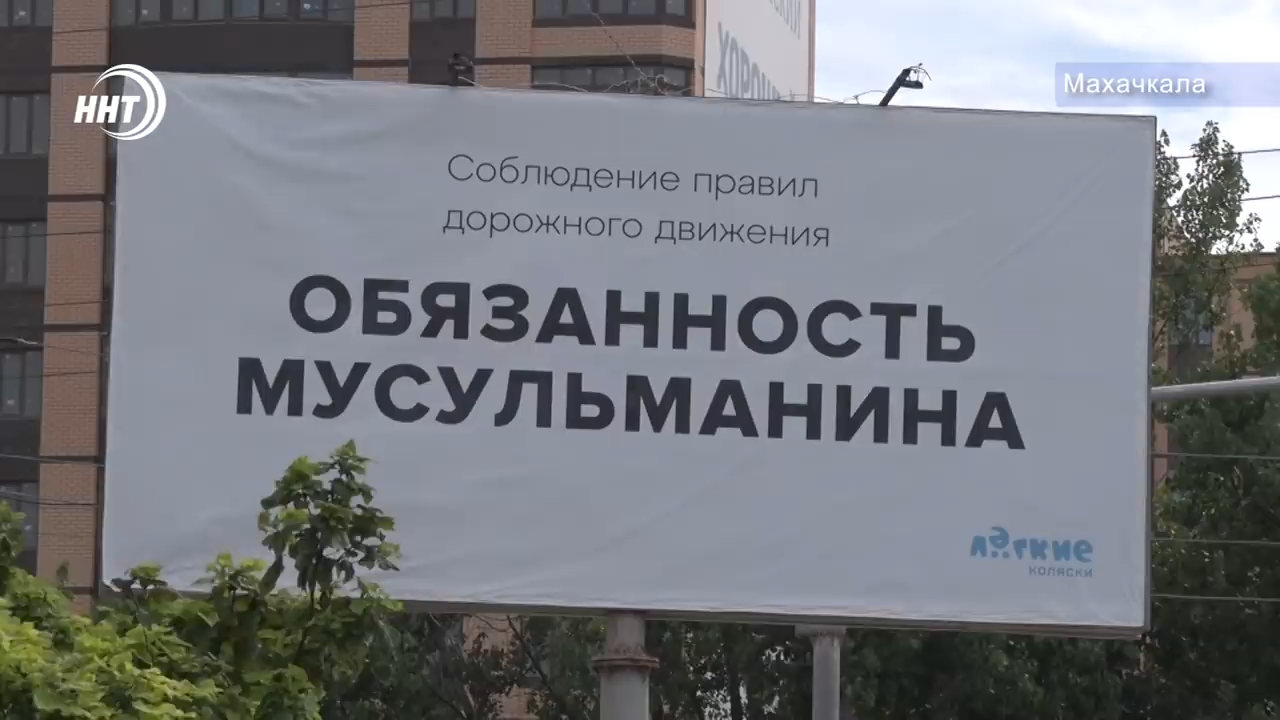 ННТ
Махачкала
Соблюдение правил
дорожного движения
ОБЯЗАННОСТЬ
МУСУЛЬМАНИНА
лёгкие
коляски